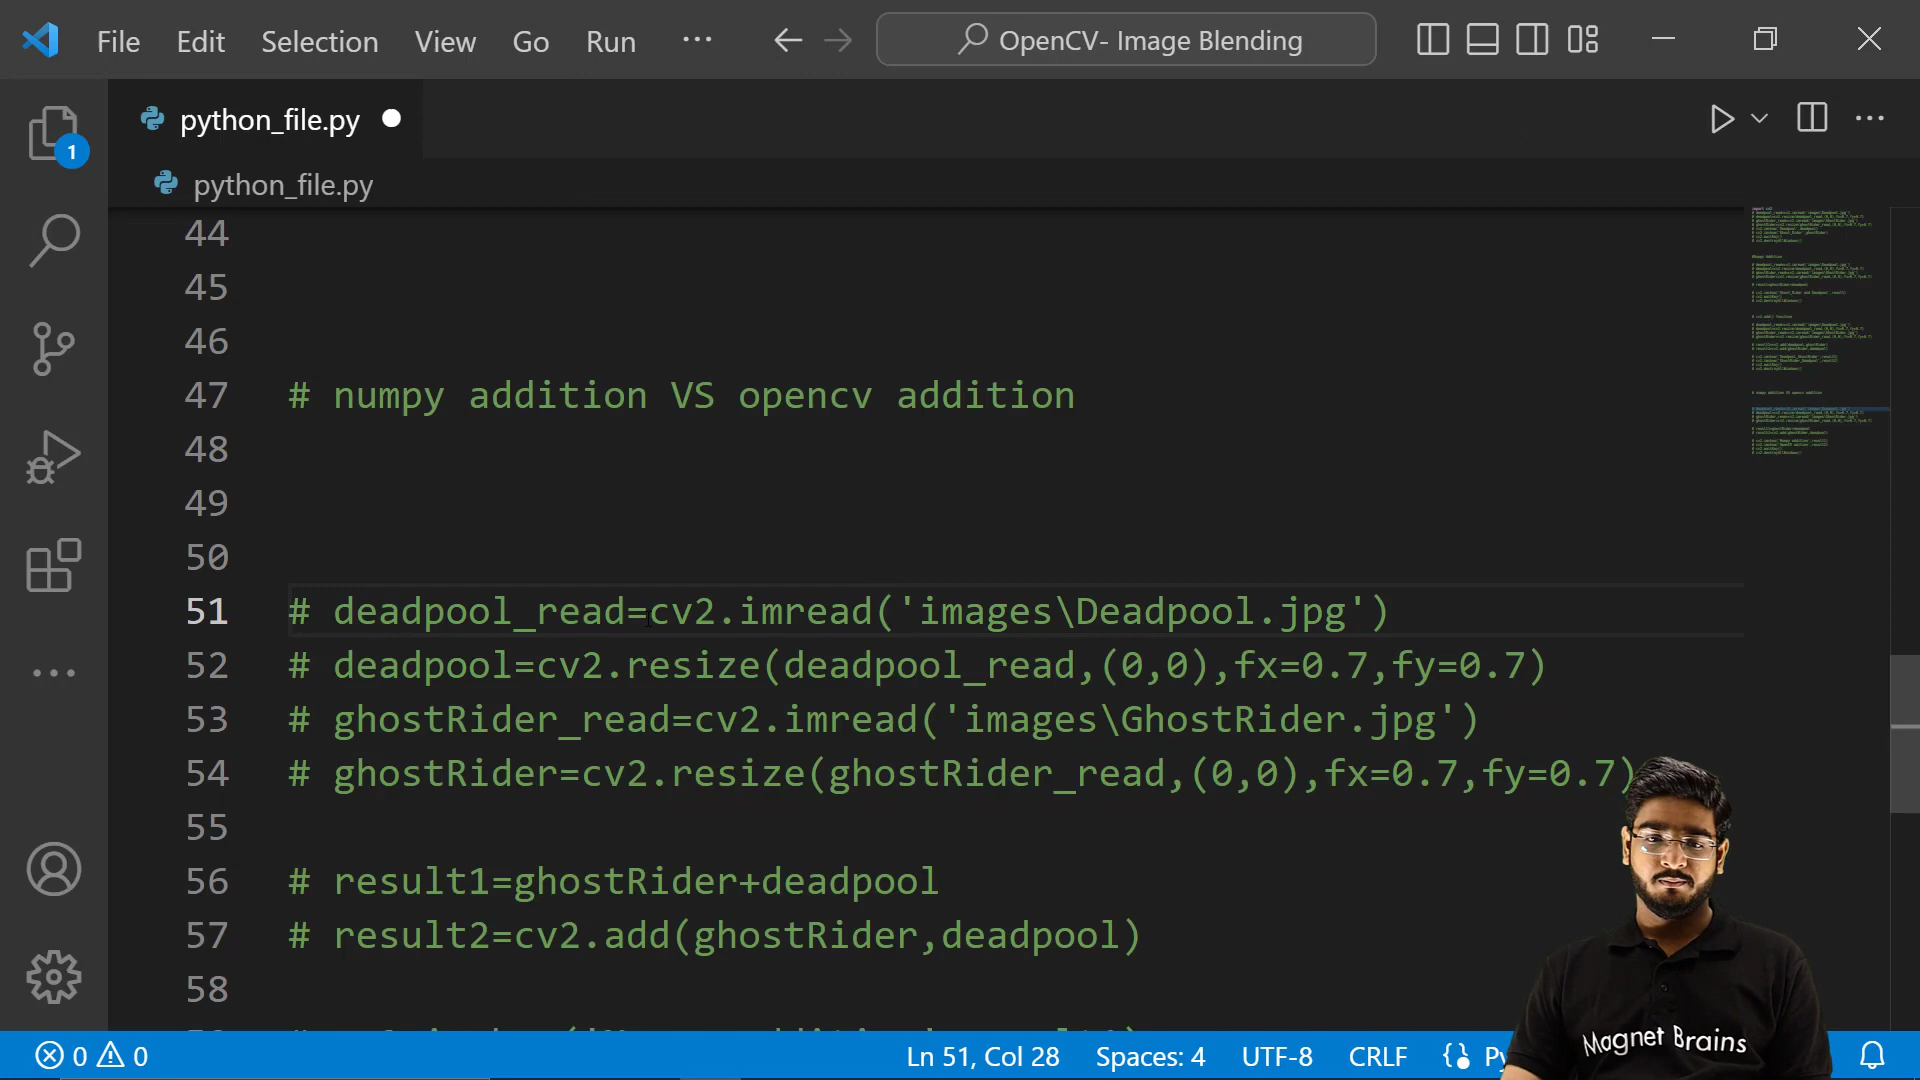 File Edit Selection View Go Run ... OpenCV- Image Blending
python_file.py
1
python_file.py
44
45
46
47 # numpy addition VS opencv addition
48
49
50
51 # deadpool_read=cv2.imread('images\Deadpool.jpg')
52 # deadpool=cv2.resize(deadpool_read,(0,0),fx=0.7,fy=0.7)
53 # ghostRider_read=cv2.imread('images\GhostRider.jpg')
54 # ghostRider=cv2.resize(ghostRider_read,(0,0),fx=0.7,fy=0.7)
55
56 # result1=ghostRider+deadpool
57 # result2=cv2.add(ghostRider,deadpool)
58
Magnet Brains
0 0 Ln 51, Col 28 Spaces: 4 UTF-8 CRLF {} Py